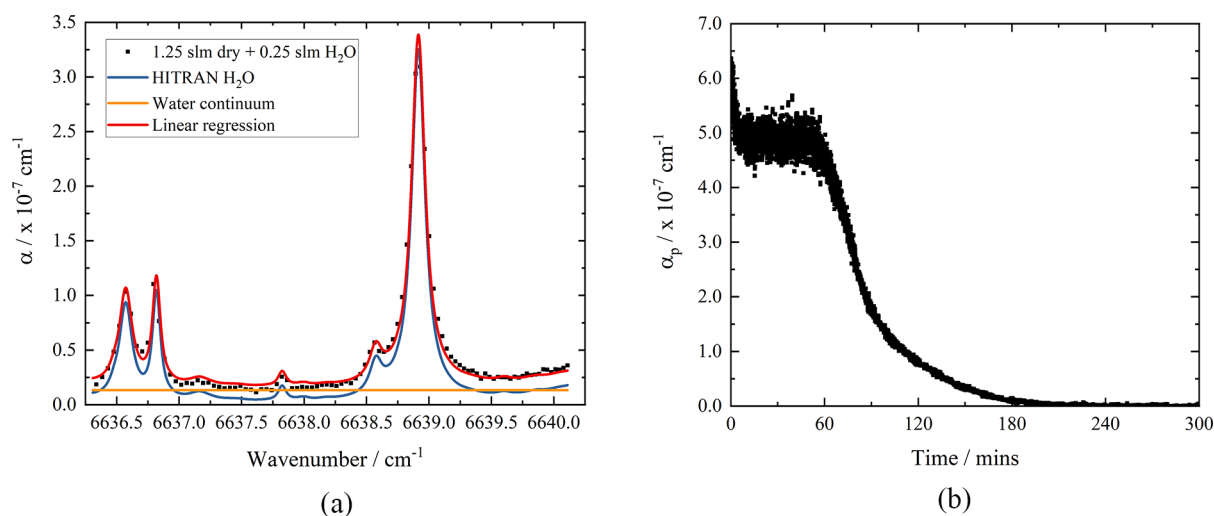 3.5
3.0
2.5
2.0
1.5
1.0
0.5
0.0
α / x 10⁻⁷ cm⁻¹
1.25 slm dry + 0.25 slm H₂O
HITRAN H₂O
Water continuum
Linear regression
6636.5 6637.0 6637.5 6638.0 6638.5 6639.0 6639.5 6640.0
Wavenumber / cm⁻¹
(a)
7.0
6.0
5.0
4.0
3.0
2.0
1.0
0.0
αₚ / x 10⁻⁷ cm⁻¹
0 60 120 180 240 300
Time / mins
(b)